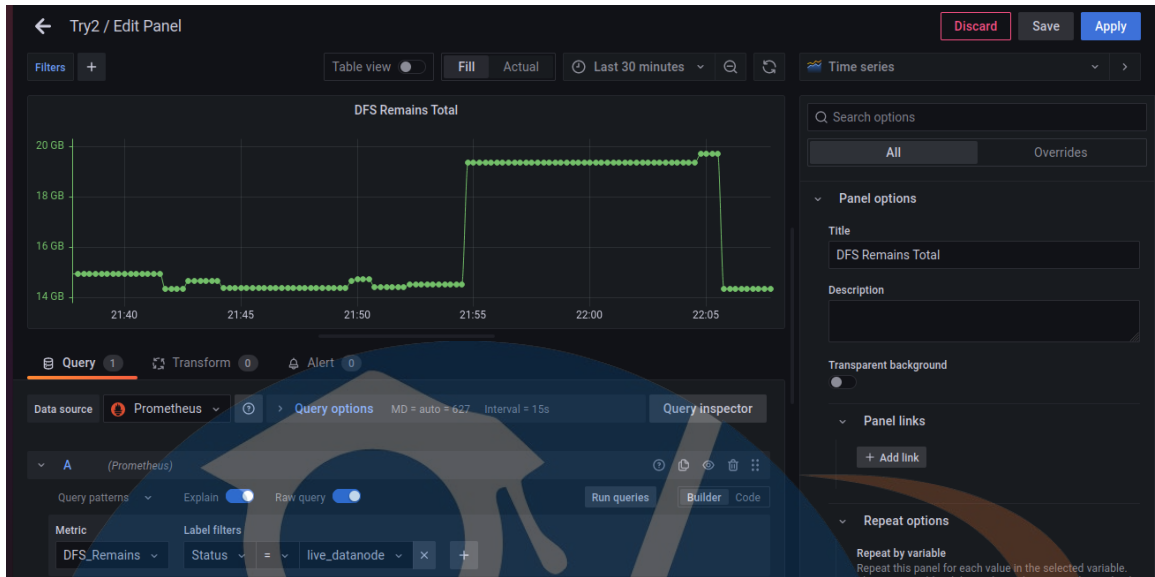 Try2 / Edit Panel
Discard Save Apply
Filters +
Table view Fill Actual Last 30 minutes
Time series
DFS Remains Total
20 GB
18 GB
16 GB
14 GB
21:40 21:45 21:50 21:55 22:00 22:05
Query 1 Transform 0 Alert 0
Data source Prometheus Query options MD = auto = 627 Interval = 15s Query inspector
A (Prometheus)
Query patterns Explain Raw query Run queries Builder Code
Metric Label filters
DFS_Remains Status = live_datanode × +
Search options
All Overrides
Panel options
Title
DFS Remains Total
Description
Transparent background
Panel links
+ Add link
Repeat options
Repeat by variable
Repeat this panel for each value in the selected variable.